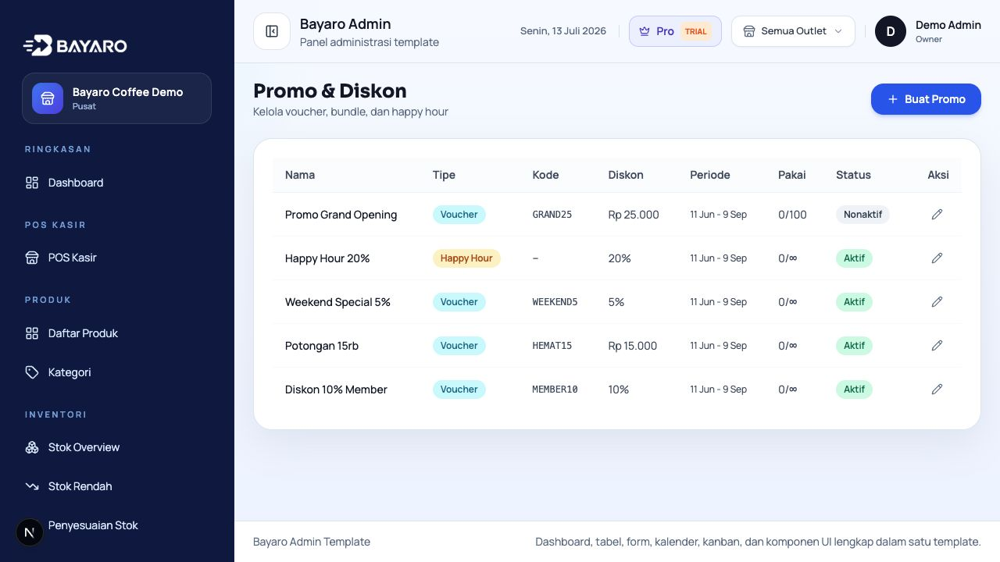 BAYARO
Bayaro Coffee Demo
Pusat
RINGKASAN
Dashboard
POS KASIR
POS Kasir
PRODUK
Daftar Produk
Kategori
INVENTORI
Stok Overview
Stok Rendah
Penyesuaian Stok
N
Bayaro Admin
Panel administrasi template
Senin, 13 Juli 2026
Pro TRIAL
Semua Outlet
D
Demo Admin
Owner
Promo & Diskon
Kelola voucher, bundle, dan happy hour
Buat Promo
Nama Tipe Kode Diskon Periode Pakai Status Aksi
Promo Grand Opening Voucher GRAND25 Rp 25.000 11 Jun - 9 Sep 0/100 Nonaktif
Happy Hour 20% Happy Hour – 20% 11 Jun - 9 Sep 0/∞ Aktif
Weekend Special 5% Voucher WEEKEND5 5% 11 Jun - 9 Sep 0/∞ Aktif
Potongan 15rb Voucher HEMAT15 Rp 15.000 11 Jun - 9 Sep 0/∞ Aktif
Diskon 10% Member Voucher MEMBER10 10% 11 Jun - 9 Sep 0/∞ Aktif
Bayaro Admin Template
Dashboard, tabel, form, kalender, kanban, dan komponen UI lengkap dalam satu template.